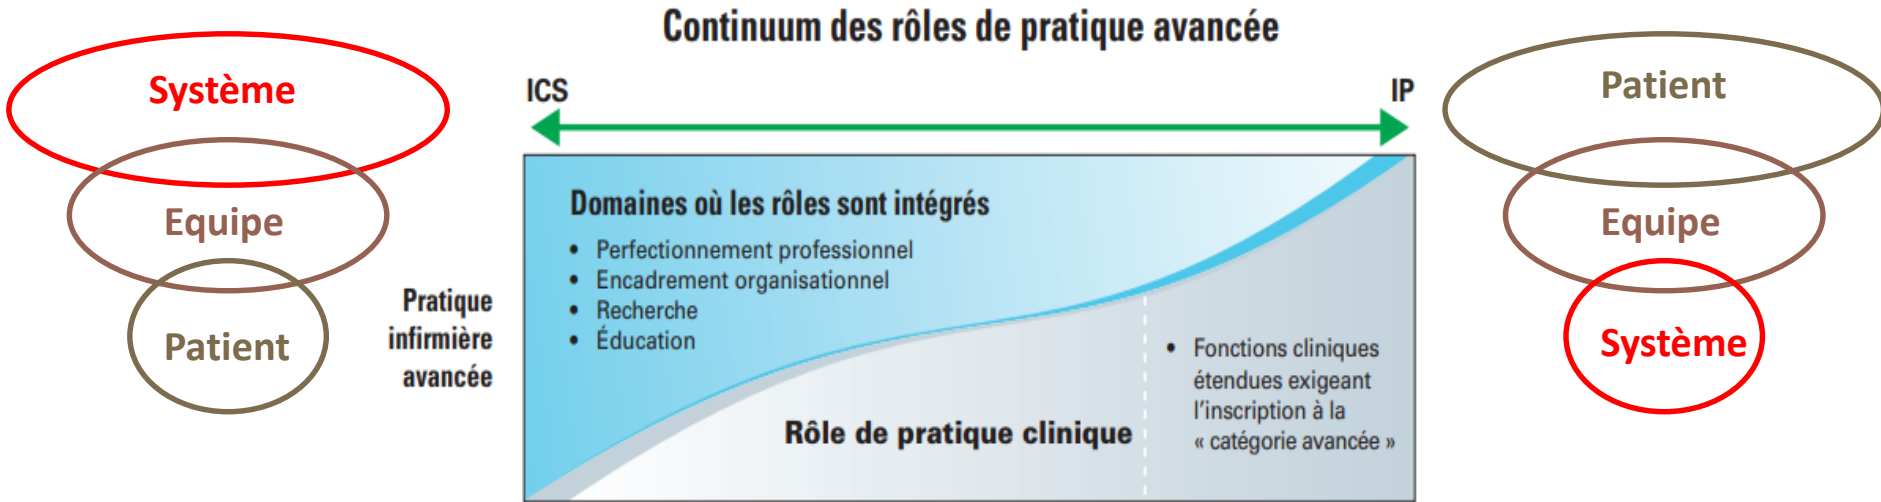 Continuum des rôles de pratique avancée
Système
Equipe
Patient
ICS
IP
Domaines où les rôles sont intégrés
• Perfectionnement professionnel
• Encadrement organisationnel
• Recherche
• Éducation
Pratique
infirmière
avancée
Rôle de pratique clinique
• Fonctions cliniques
étendues exigeant
l'inscription à la
« catégorie avancée »
Patient
Equipe
Système